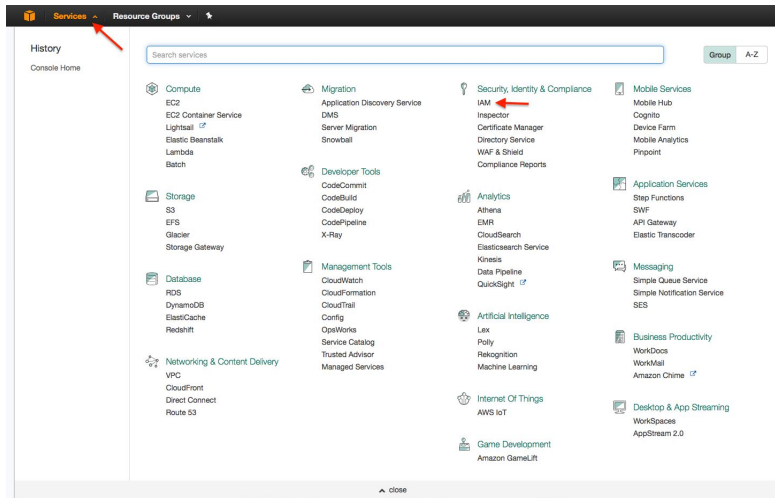 Services
Resource Groups
History
Console Home
Search services
Group
A-Z
Compute
EC2
EC2 Container Service
Lightsail
Elastic Beanstalk
Lambda
Batch
Storage
S3
EFS
Glacier
Storage Gateway
Database
RDS
DynamoDB
ElastiCache
Redshift
Networking & Content Delivery
VPC
CloudFront
Direct Connect
Route 53
Migration
Application Discovery Service
DMS
Server Migration
Snowball
Developer Tools
CodeCommit
CodeBuild
CodeDeploy
CodePipeline
X-Ray
Management Tools
CloudWatch
CloudFormation
CloudTrail
Config
OpsWorks
Service Catalog
Trusted Advisor
Managed Services
Security, Identity & Compliance
IAM
Inspector
Certificate Manager
Directory Service
WAF & Shield
Compliance Reports
Analytics
Athena
EMR
CloudSearch
Elasticsearch Service
Kinesis
Data Pipeline
QuickSight
Artificial Intelligence
Lex
Polly
Rekognition
Machine Learning
Internet Of Things
AWS IoT
Game Development
Amazon GameLift
Mobile Services
Mobile Hub
Cognito
Device Farm
Mobile Analytics
Pinpoint
Application Services
Step Functions
SWF
API Gateway
Elastic Transcoder
Messaging
Simple Queue Service
Simple Notification Service
SES
Business Productivity
WorkDocs
WorkMail
Amazon Chime
Desktop & App Streaming
WorkSpaces
AppStream 2.0
close